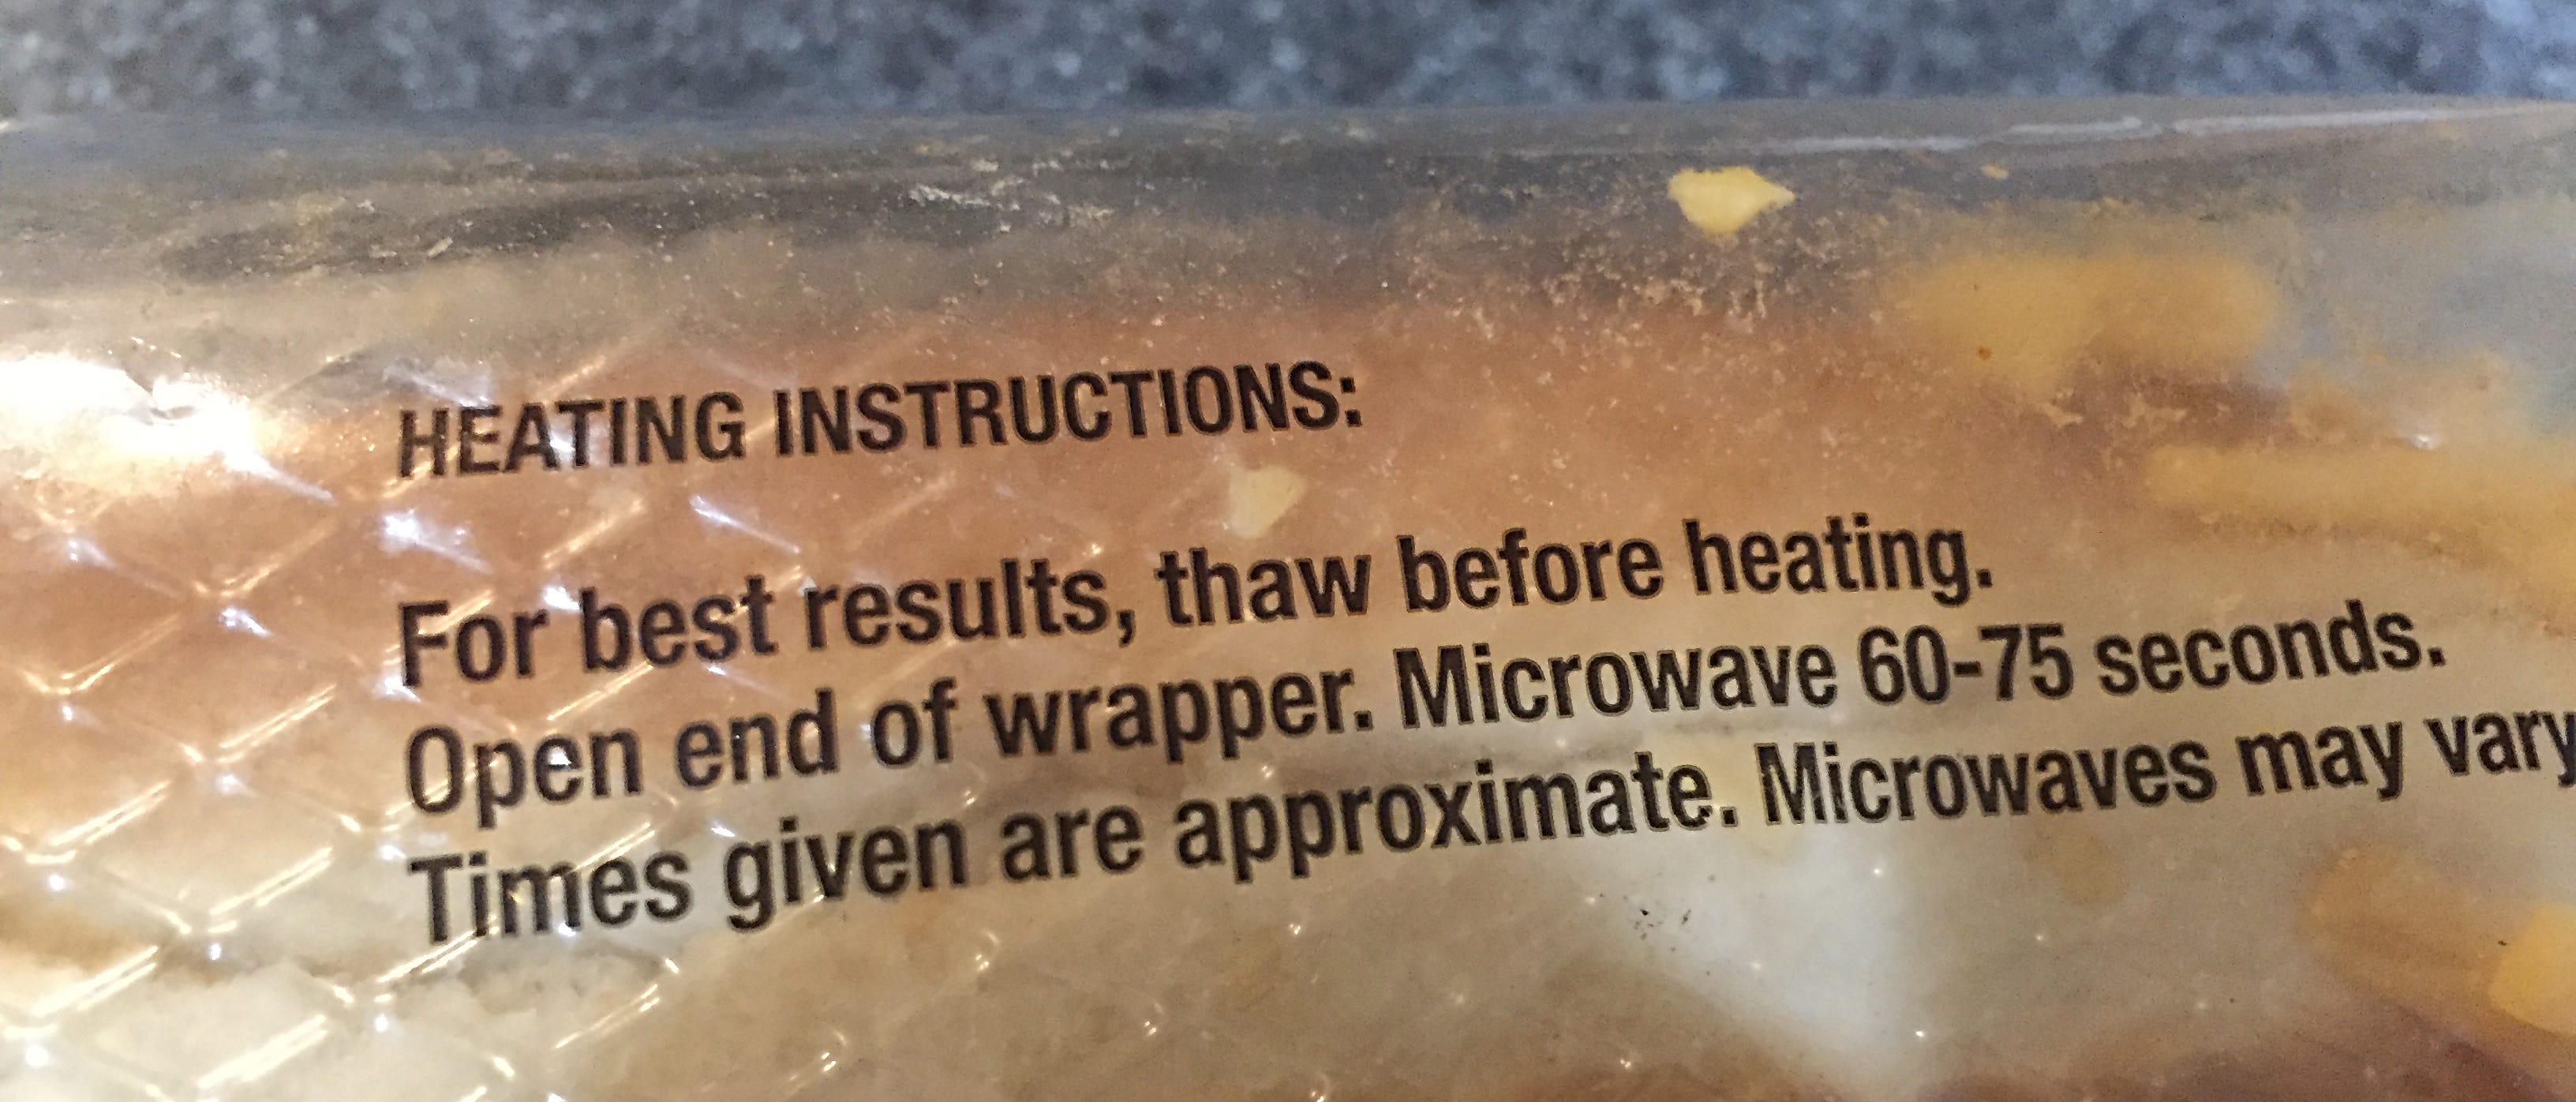 HEATING INSTRUCTIONS:
For best results, thaw before heating.
Open end of wrapper. Microwave 60-75 seconds.
Times given are approximate. Microwaves may vary